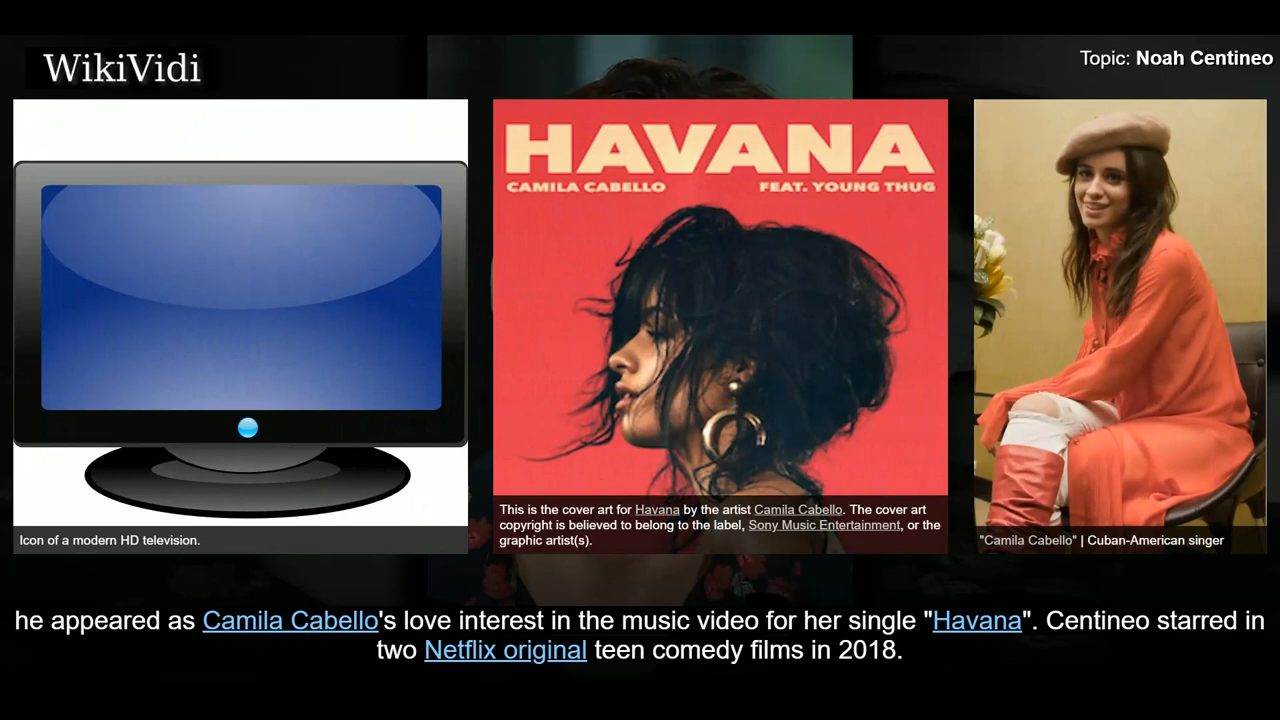 WikiVidi
Topic: Noah Centineo
HAVANA
CAMILA CABELLO FEAT. YOUNG THUG
Icon of a modern HD television.
This is the cover art for Havana by the artist Camila Cabello. The cover art
copyright is believed to belong to the label, Sony Music Entertainment, or the
graphic artist(s).
"Camila Cabello" | Cuban-American singer
he appeared as Camila Cabello's love interest in the music video for her single "Havana". Centineo starred in
two Netflix original teen comedy films in 2018.